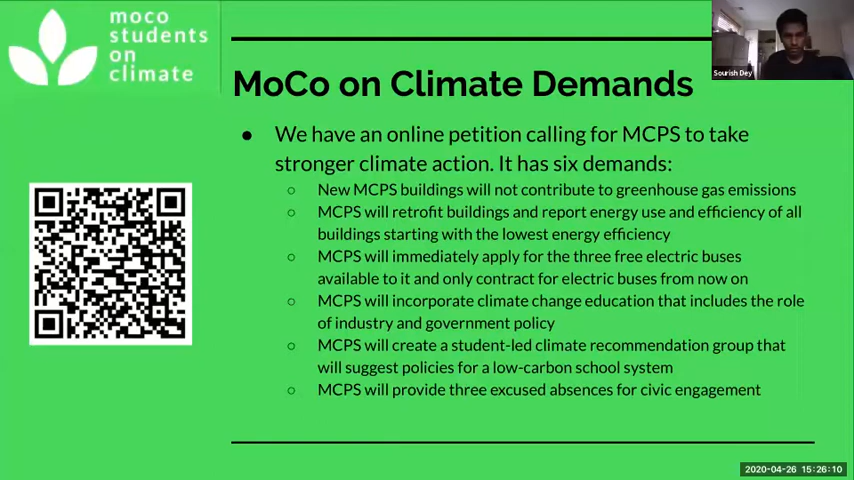 moco
students
on
climate
Sourish Dey
MoCo on Climate Demands
● We have an online petition calling for MCPS to take
stronger climate action. It has six demands:
○ New MCPS buildings will not contribute to greenhouse gas emissions
○ MCPS will retrofit buildings and report energy use and efficiency of all
buildings starting with the lowest energy efficiency
○ MCPS will immediately apply for the three free electric buses
available to it and only contract for electric buses from now on
○ MCPS will incorporate climate change education that includes the role
of industry and government policy
○ MCPS will create a student-led climate recommendation group that
will suggest policies for a low-carbon school system
○ MCPS will provide three excused absences for civic engagement
2020-04-26 15:26:10